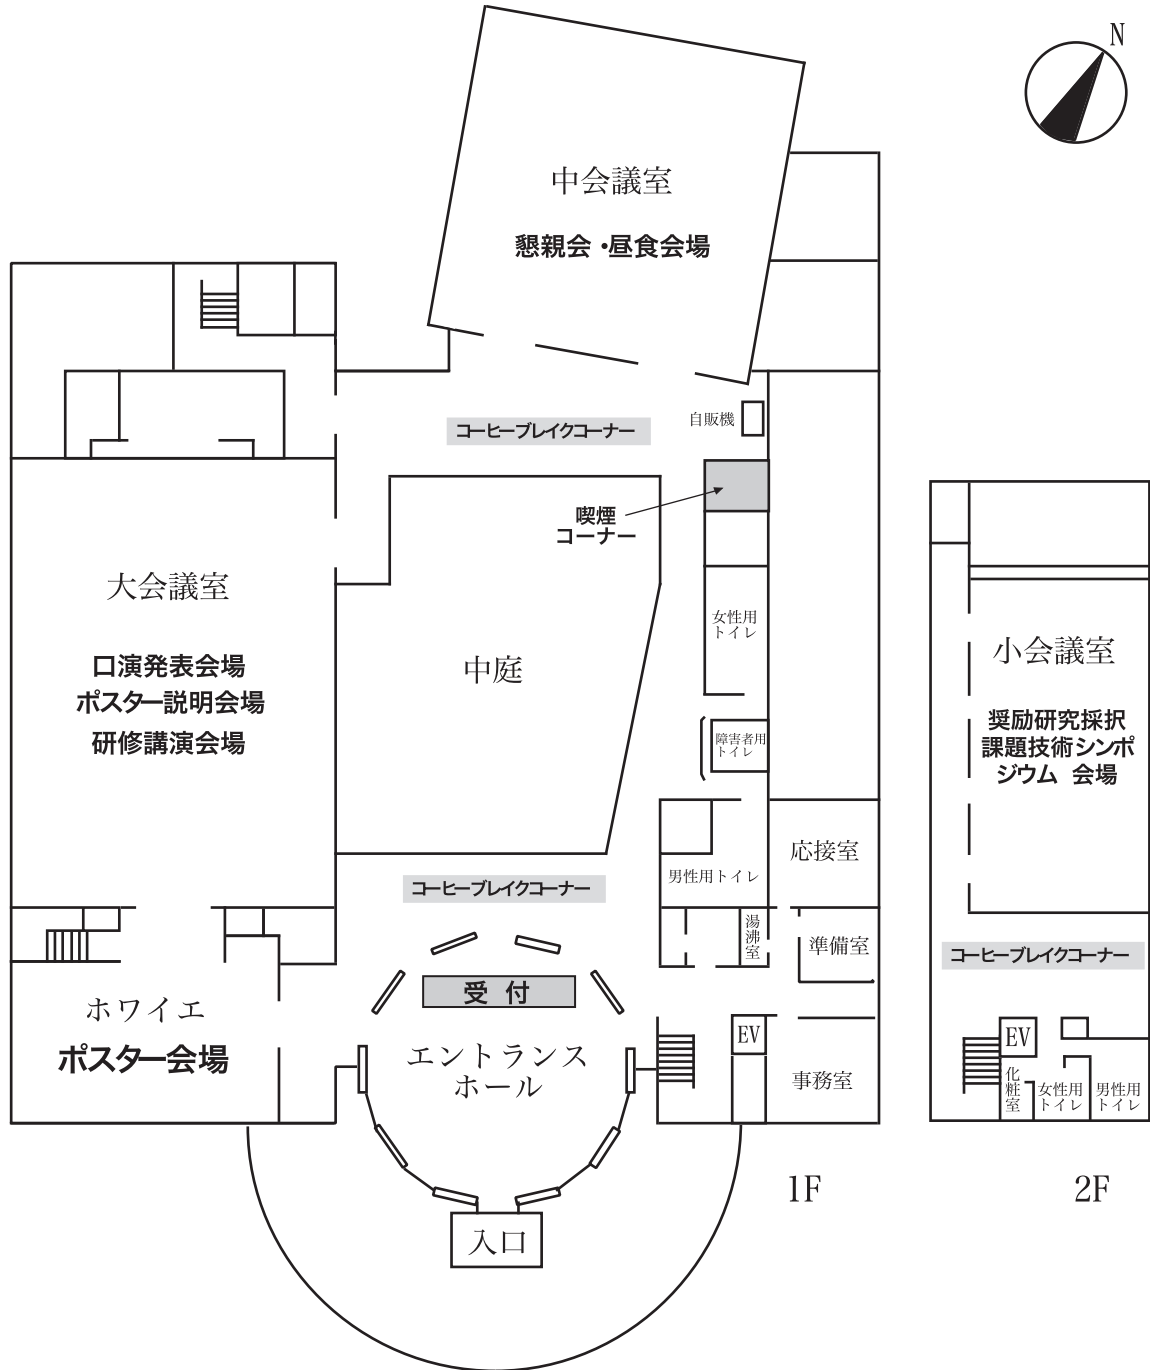 N
中会議室
懇親会・昼食会場
コーヒーブレイクコーナー
自販機
喫煙
コーナー
大会議室
口演発表会場
ポスター説明会場
研修講演会場
中庭
女性用
トイレ
障害者用
トイレ
応接室
男性用トイレ
コーヒーブレイクコーナー
湯沸室
準備室
受付
ホワイエ
ポスター会場
エントランス
ホール
EV
事務室
入口
1F
小会議室
奨励研究採択
課題技術シンポ
ジウム 会場
コーヒーブレイクコーナー
EV
化粧室
女性用
トイレ
男性用
トイレ
2F